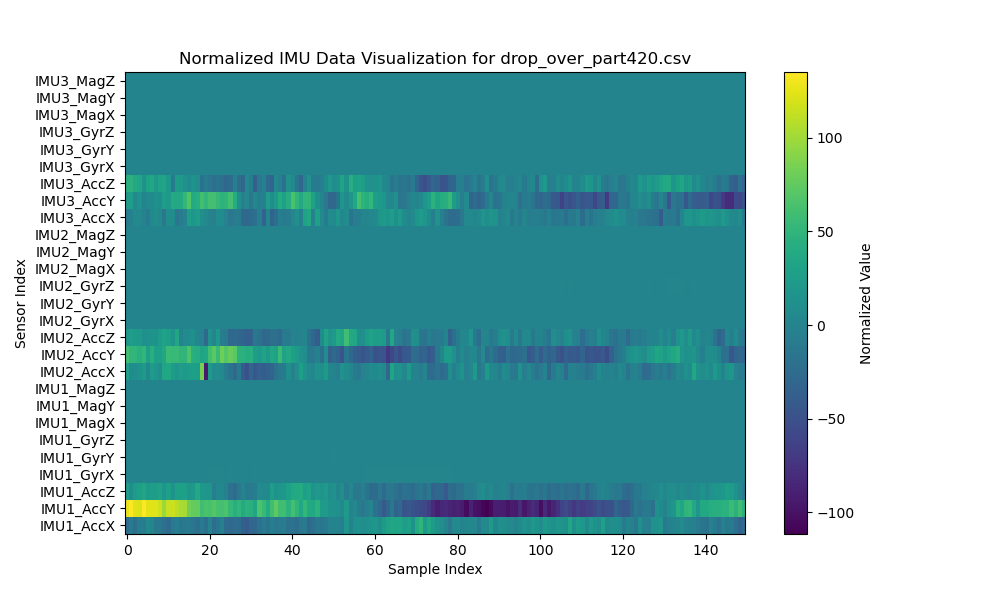 Normalized IMU Data Visualization for drop_over_part420.csv
IMU3_MagZ
IMU3_MagY
IMU3_MagX
IMU3_GyrZ
IMU3_GyrY
IMU3_GyrX
IMU3_AccZ
IMU3_AccY
IMU3_AccX
IMU2_MagZ
IMU2_MagY
IMU2_MagX
IMU2_GyrZ
IMU2_GyrY
IMU2_GyrX
IMU2_AccZ
IMU2_AccY
IMU2_AccX
IMU1_MagZ
IMU1_MagY
IMU1_MagX
IMU1_GyrZ
IMU1_GyrY
IMU1_GyrX
IMU1_AccZ
IMU1_AccY
IMU1_AccX
Sensor Index
0 20 40 60 80 100 120 140
Sample Index
100
50
0
−50
−100
Normalized Value